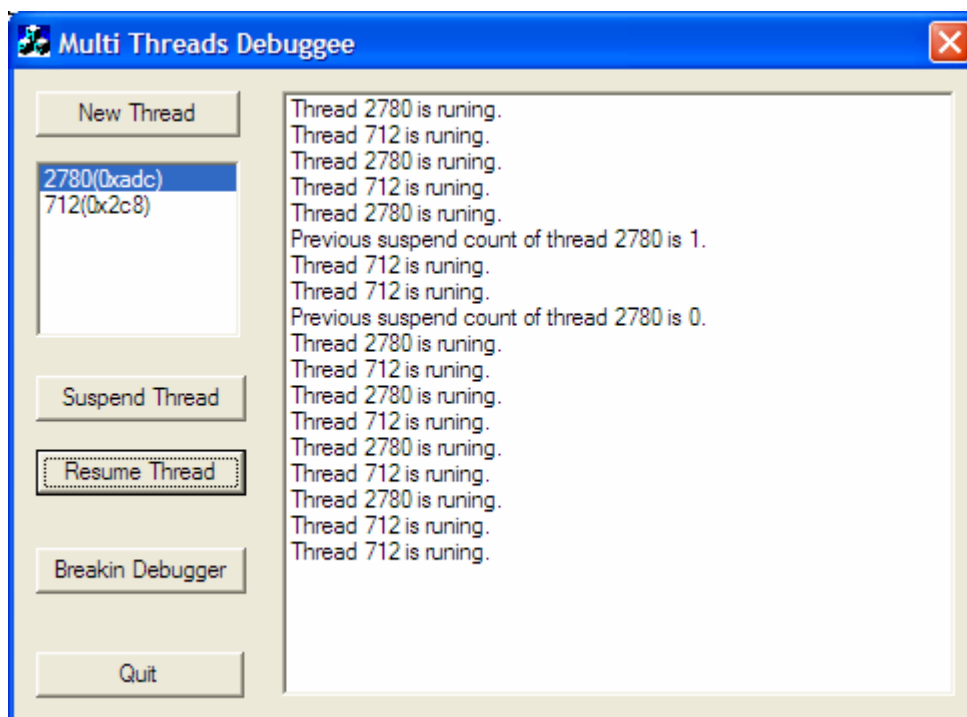 Multi Threads Debuggee
New Thread
2780(0xadc)
712(0x2c8)
Suspend Thread
Resume Thread
Breakin Debugger
Quit
Thread 2780 is runing.
Thread 712 is runing.
Thread 2780 is runing.
Thread 712 is runing.
Thread 2780 is runing.
Previous suspend count of thread 2780 is 1.
Thread 712 is runing.
Thread 712 is runing.
Previous suspend count of thread 2780 is 0.
Thread 2780 is runing.
Thread 712 is runing.
Thread 2780 is runing.
Thread 712 is runing.
Thread 2780 is runing.
Thread 712 is runing.
Thread 2780 is runing.
Thread 712 is runing.
Thread 712 is runing.